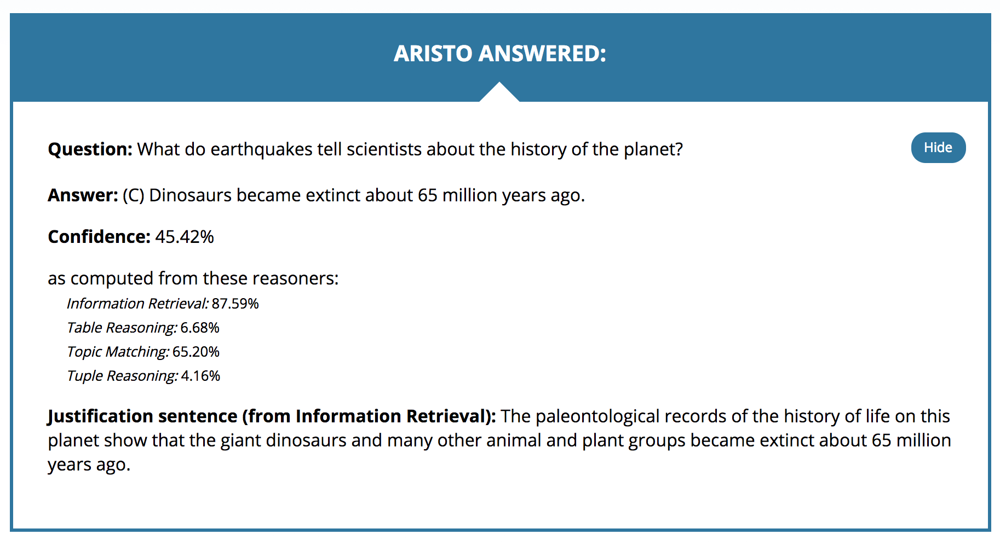 ARISTO ANSWERED:
Question: What do earthquakes tell scientists about the history of the planet?
Hide
Answer: (C) Dinosaurs became extinct about 65 million years ago.
Confidence: 45.42%
as computed from these reasoners:
Information Retrieval: 87.59%
Table Reasoning: 6.68%
Topic Matching: 65.20%
Tuple Reasoning: 4.16%
Justification sentence (from Information Retrieval): The paleontological records of the history of life on this
planet show that the giant dinosaurs and many other animal and plant groups became extinct about 65 million
years ago.